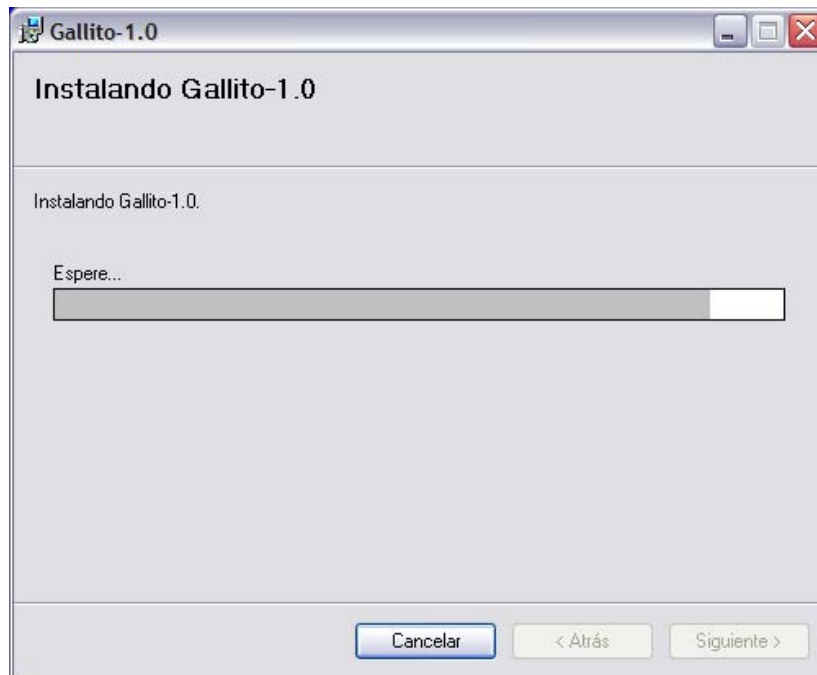 Gallito-1.0
Instalando Gallito-1.0
Instalando Gallito-1.0.
Espere...
Cancelar
< Atrás
Siguiente >